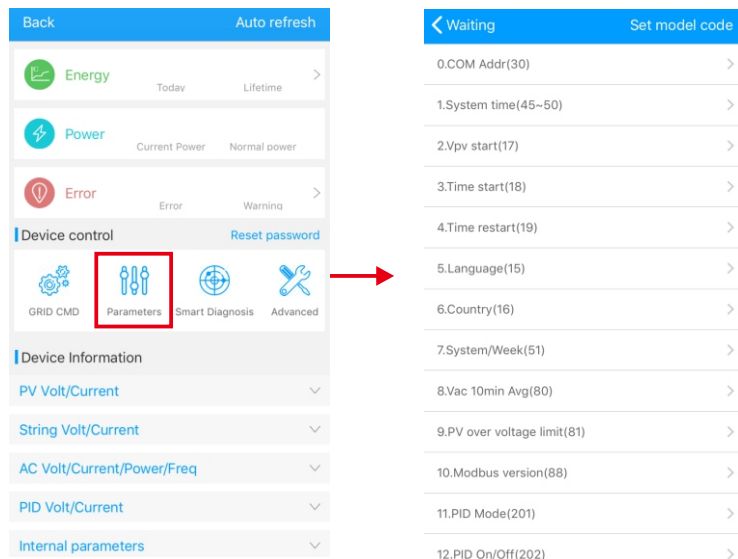 Back Auto refresh
Energy
Today Lifetime
Power
Current Power Normal power
Error
Error Warning
Device control Reset password
GRID CMD Parameters Smart Diagnosis Advanced
Device Information
PV Volt/Current
String Volt/Current
AC Volt/Current/Power/Freq
PID Volt/Current
Internal parameters
Waiting Set model code
0.COM Addr(30)
1.System time(45~50)
2.Vpv start(17)
3.Time start(18)
4.Time restart(19)
5.Language(15)
6.Country(16)
7.System/Week(51)
8.Vac 10min Avg(80)
9.PV over voltage limit(81)
10.Modbus version(88)
11.PID Mode(201)
12.PID On/Off(202)